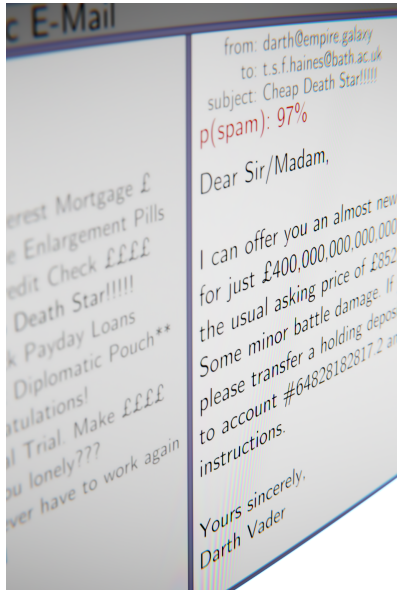 c E-Mail
erest Mortgage £
e Enlargement Pills
edit Check ££££
Death Star!!!!!
k Payday Loans
Diplomatic Pouch**
atulations!
al Trial. Make ££££
ou lonely???
ever have to work again
from: darth@empire.galaxy
to: t.s.f.haines@bath.ac.uk
subject: Cheap Death Star!!!!!
p(spam): 97%
Dear Sir/Madam,
I can offer you an almost new
for just £400,000,000,000,000
the usual asking price of £852
Some minor battle damage. If
please transfer a holding depos
to account #64828182817.2 an
instructions.
Yours sincerely,
Darth Vader